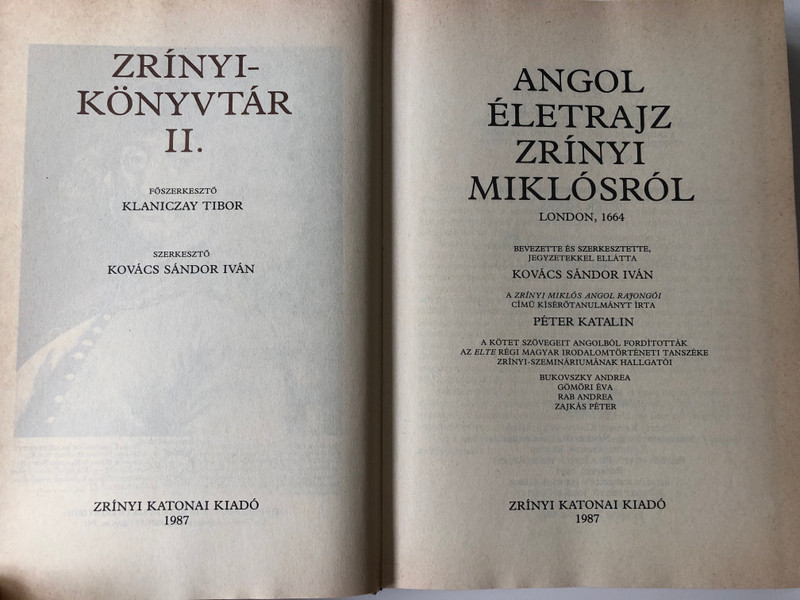 ZRÍNYI-
KÖNYVTÁR
II.
FŐSZERKESZTŐ
KLANICZAY TIBOR
SZERKESZTŐ
KOVÁCS SÁNDOR IVÁN
ZRÍNYI KATONAI KIADÓ
1987
ANGOL
ÉLETRAJZ
ZRÍNYI
MIKLÓSRÓL
LONDON, 1664
BEVEZETTE ÉS SZERKESZTETTE,
JEGYZETEKKEL ELLÁTTA
KOVÁCS SÁNDOR IVÁN
A ZRÍNYI MIKLÓS ANGOL RAJONGÓI
CÍMŰ KÍSÉRŐTANULMÁNYT ÍRTA
PÉTER KATALIN
A KÖTET SZÖVEGEIT ANGOLBÓL FORDÍTOTTÁK
AZ ELTE RÉGI MAGYAR IRODALOMTÖRTÉNETI TANSZÉKE
ZRÍNYI-SZEMINÁRIUMÁNAK HALLGATÓI
BUKOVSZKY ANDREA
GÖMÖRI ÉVA
RAB ANDREA
ZAJKÁS PÉTER
ZRÍNYI KATONAI KIADÓ
1987